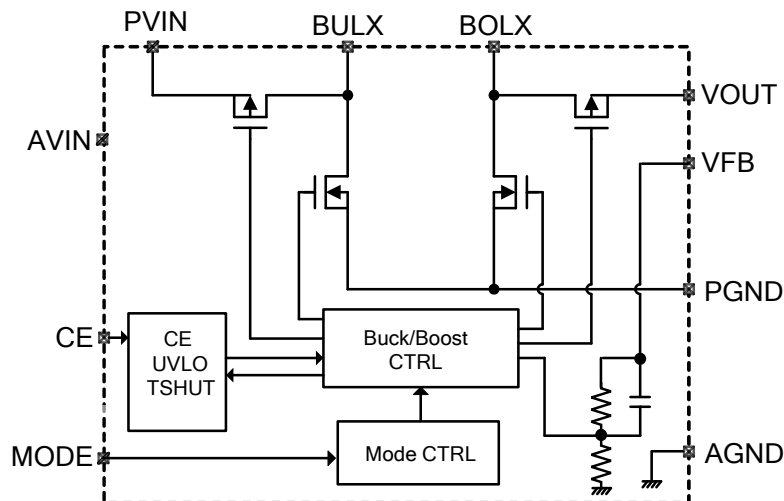 PVIN
BULX
BOLX
VOUT
AVIN
VFB
PGND
CE
CE
UVLO
TSHUT
Buck/Boost
CTRL
MODE
Mode CTRL
AGND